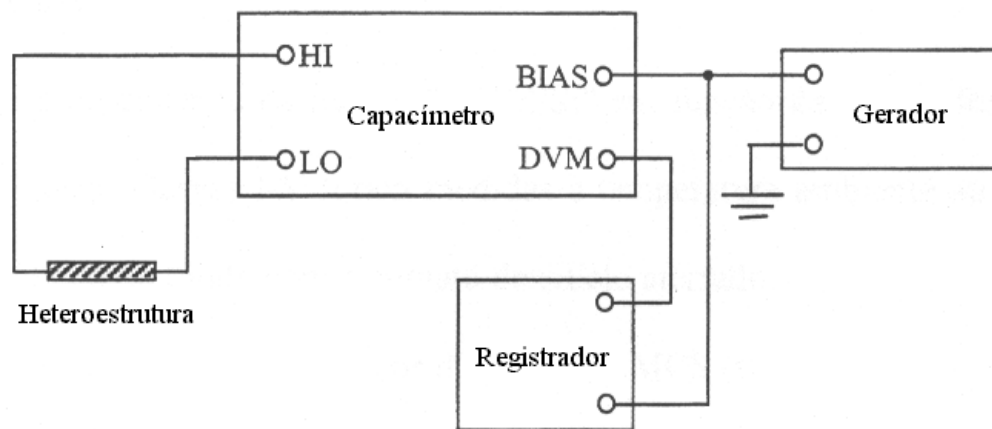 HI
BIAS
Capacímetro
Gerador
LO
DVM
Heteroestrutura
Registrador